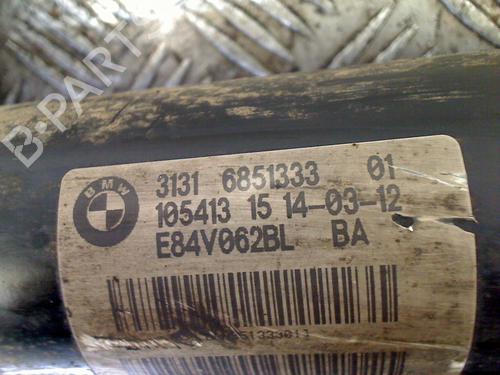 B-PARTS
BMW
3131 6851333 01
105413 15 14-03-12
E84V062BL BA